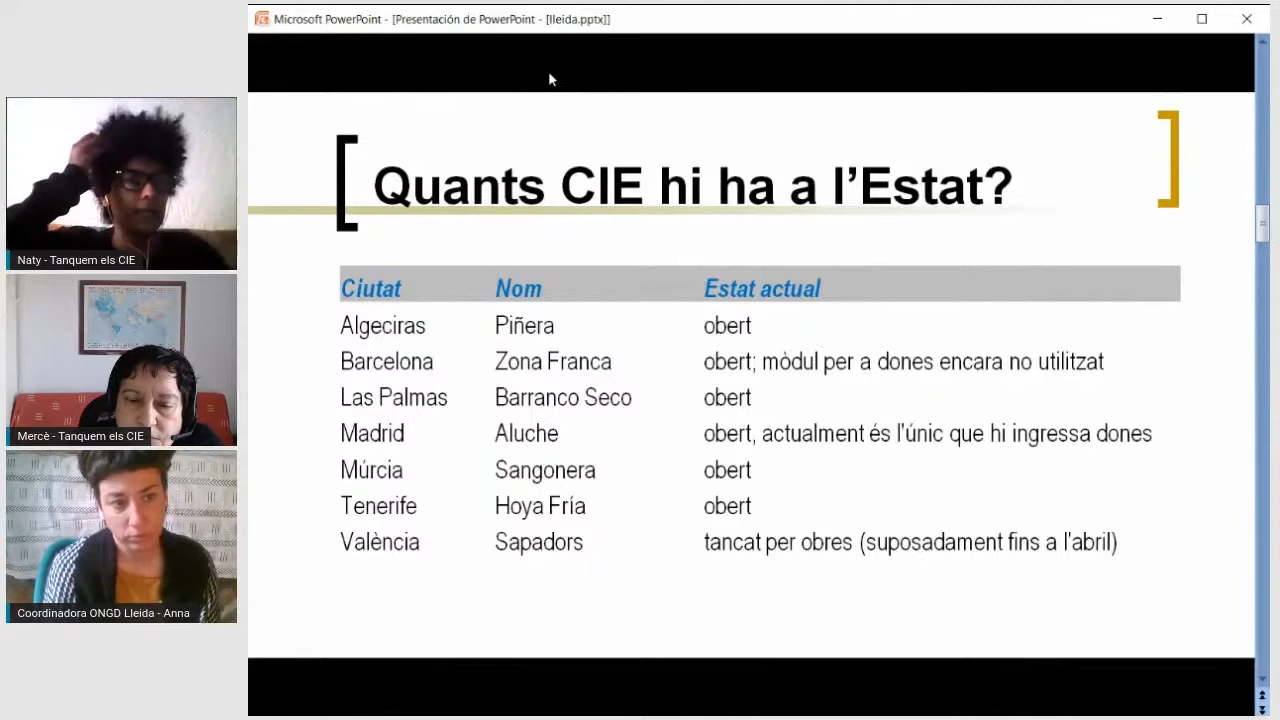 Microsoft PowerPoint - [Presentación de PowerPoint - [lleida.pptx]]
Quants CIE hi ha a l’Estat?
Ciutat Nom Estat actual
Algeciras Piñera obert
Barcelona Zona Franca obert; mòdul per a dones encara no utilitzat
Las Palmas Barranco Seco obert
Madrid Aluche obert, actualment és l'únic que hi ingressa dones
Múrcia Sangonera obert
Tenerife Hoya Fría obert
València Sapadors tancat per obres (suposadament fins a l'abril)
Naty - Tanquem els CIE
Mercè - Tanquem els CIE
Coordinadora ONGD Lleida - Anna